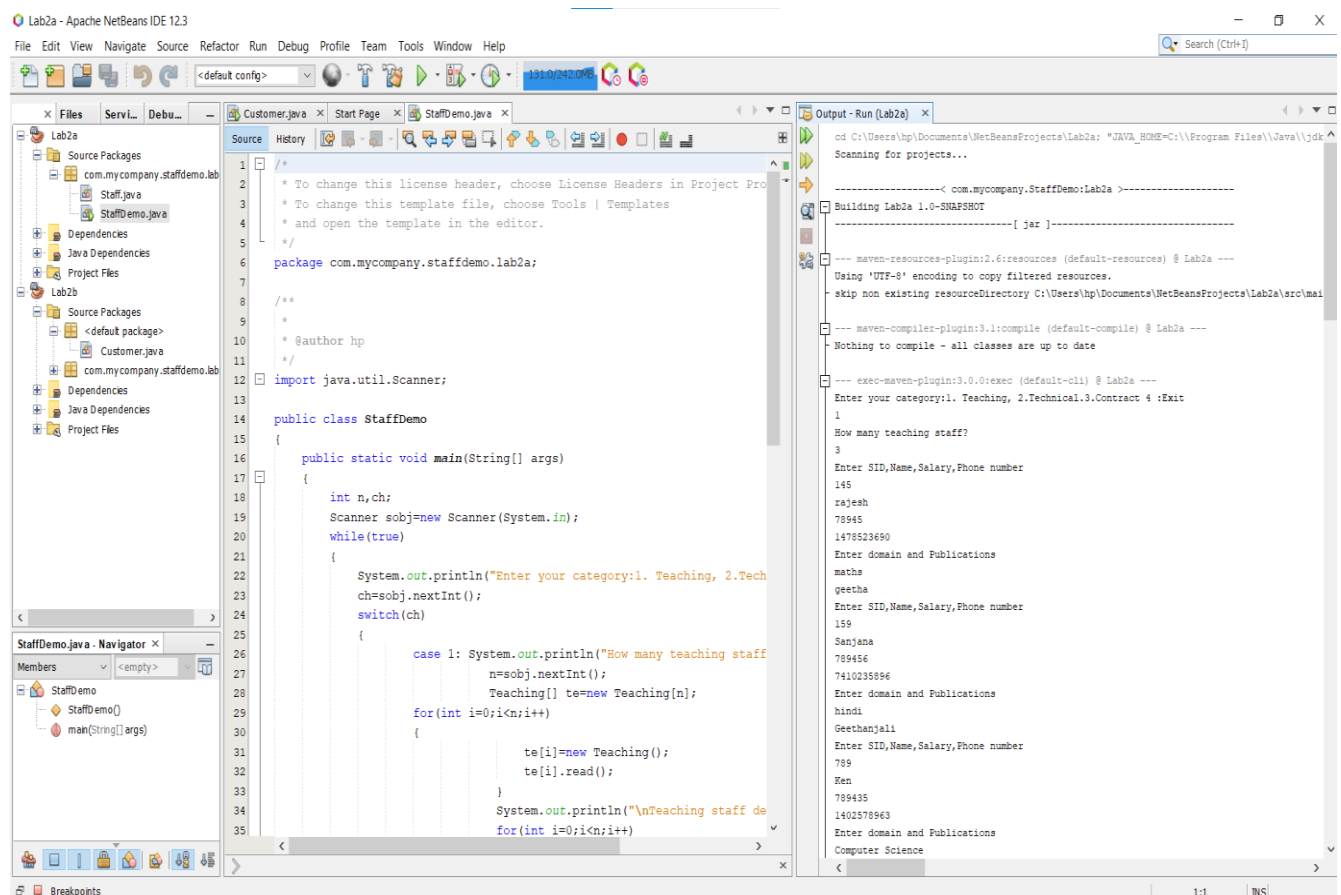 Lab2a - Apache NetBeans IDE 12.3
File Edit View Navigate Source Refactor Run Debug Profile Team Tools Window Help
Search (Ctrl+I)
<default config>
131.0/242.0MB
Files Servi... Debu...
Lab2a
Source Packages
com.mycompany.staffdemo.lab
Staff.java
StaffDemo.java
Dependencies
Java Dependencies
Project Files
Lab2b
Source Packages
<default package>
Customer.java
com.mycompany.staffdemo.lab
Dependencies
Java Dependencies
Project Files
StaffDemo.java - Navigator
Members <empty>
StaffDemo
StaffDemo()
main(String[] args)
Customer.java Start Page StaffDemo.java
Source History
1 /*
2 * To change this license header, choose License Headers in Project Pro
3 * To change this template file, choose Tools | Templates
4 * and open the template in the editor.
5 */
6 package com.mycompany.staffdemo.lab2a;
7
8 /**
9 *
10 * @author hp
11 */
12 import java.util.Scanner;
13
14 public class StaffDemo
15 {
16 public static void main(String[] args)
17 {
18 int n,ch;
19 Scanner sobj=new Scanner(System.in);
20 while(true)
21 {
22 System.out.println("Enter your category:1. Teaching, 2.Tech
23 ch=sobj.nextInt();
24 switch(ch)
25 {
26 case 1: System.out.println("How many teaching staff
27 n=sobj.nextInt();
28 Teaching[] te=new Teaching[n];
29 for(int i=0;i<n;i++)
30 {
31 te[i]=new Teaching();
32 te[i].read();
33 }
34 System.out.println("\nTeaching staff de
35 for(int i=0;i<n;i++)
Output - Run (Lab2a)
cd C:\Users\hp\Documents\NetBeansProjects\Lab2a; "JAVA_HOME=C:\\Program Files\\Java\\jdk
Scanning for projects...
--------------------< com.mycompany.StaffDemo:Lab2a >---------------------
Building Lab2a 1.0-SNAPSHOT
--------------------------------[ jar ]---------------------------------
--- maven-resources-plugin:2.6:resources (default-resources) @ Lab2a ---
Using 'UTF-8' encoding to copy filtered resources.
skip non existing resourceDirectory C:\Users\hp\Documents\NetBeansProjects\Lab2a\src\mai
--- maven-compiler-plugin:3.1:compile (default-compile) @ Lab2a ---
Nothing to compile - all classes are up to date
--- exec-maven-plugin:3.0.0:exec (default-cli) @ Lab2a ---
Enter your category:1. Teaching, 2.Technical.3.Contract 4 :Exit
1
How many teaching staff?
3
Enter SID,Name,Salary,Phone number
145
rajesh
78945
1478523690
Enter domain and Publications
maths
geetha
Enter SID,Name,Salary,Phone number
159
Sanjana
789456
7410235896
Enter domain and Publications
hindi
Geethanjali
Enter SID,Name,Salary,Phone number
789
Ken
789435
1402578963
Enter domain and Publications
Computer Science
Breakpoints
1:1 INS